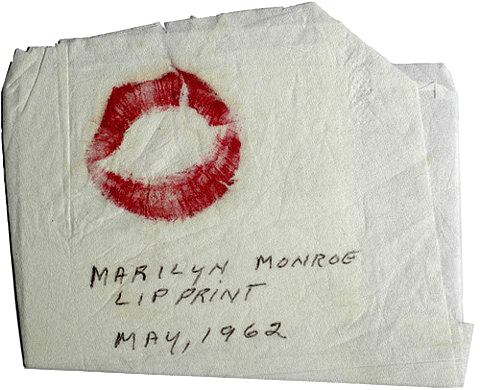 MARILYN MONROE
LIP PRINT
MAY, 1962